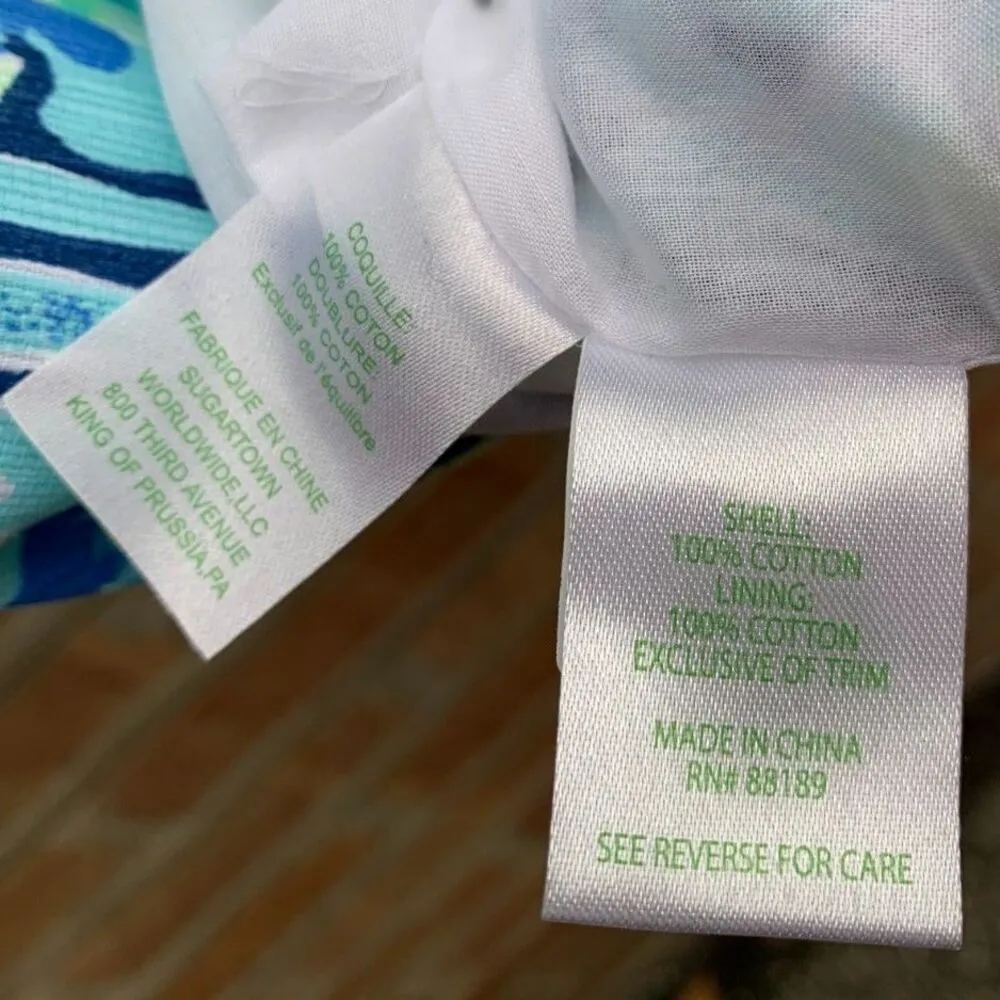 COQUILLE
100% COTON
DOUBLURE
100% COTON
Exclusif de l'équilibre
FABRIQUE EN CHINE
SUGARTOWN
WORLDWIDE,LLC
800 THIRD AVENUE
KING OF PRUSSIA,PA
SHELL:
100% COTTON
LINING:
100% COTTON
EXCLUSIVE OF TRIM
MADE IN CHINA
RN# 88189
SEE REVERSE FOR CARE